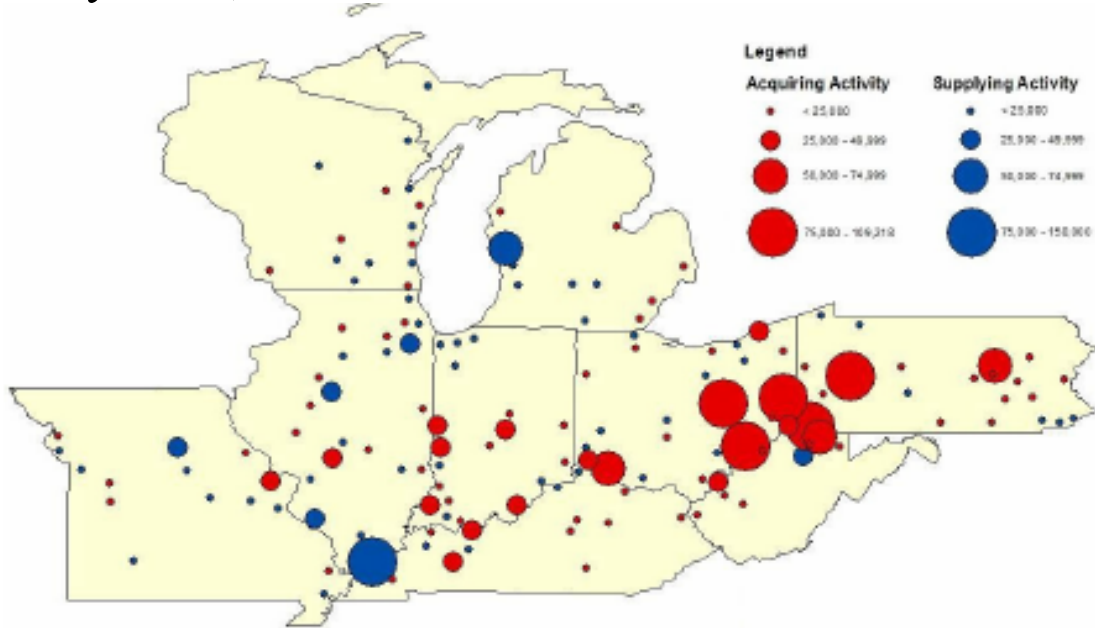 Legend
Acquiring Activity
< 25,000
25,000 - 49,999
50,000 - 74,999
75,000 - 109,218
Supplying Activity
< 25,000
25,000 - 49,999
50,000 - 74,999
75,000 - 150,000